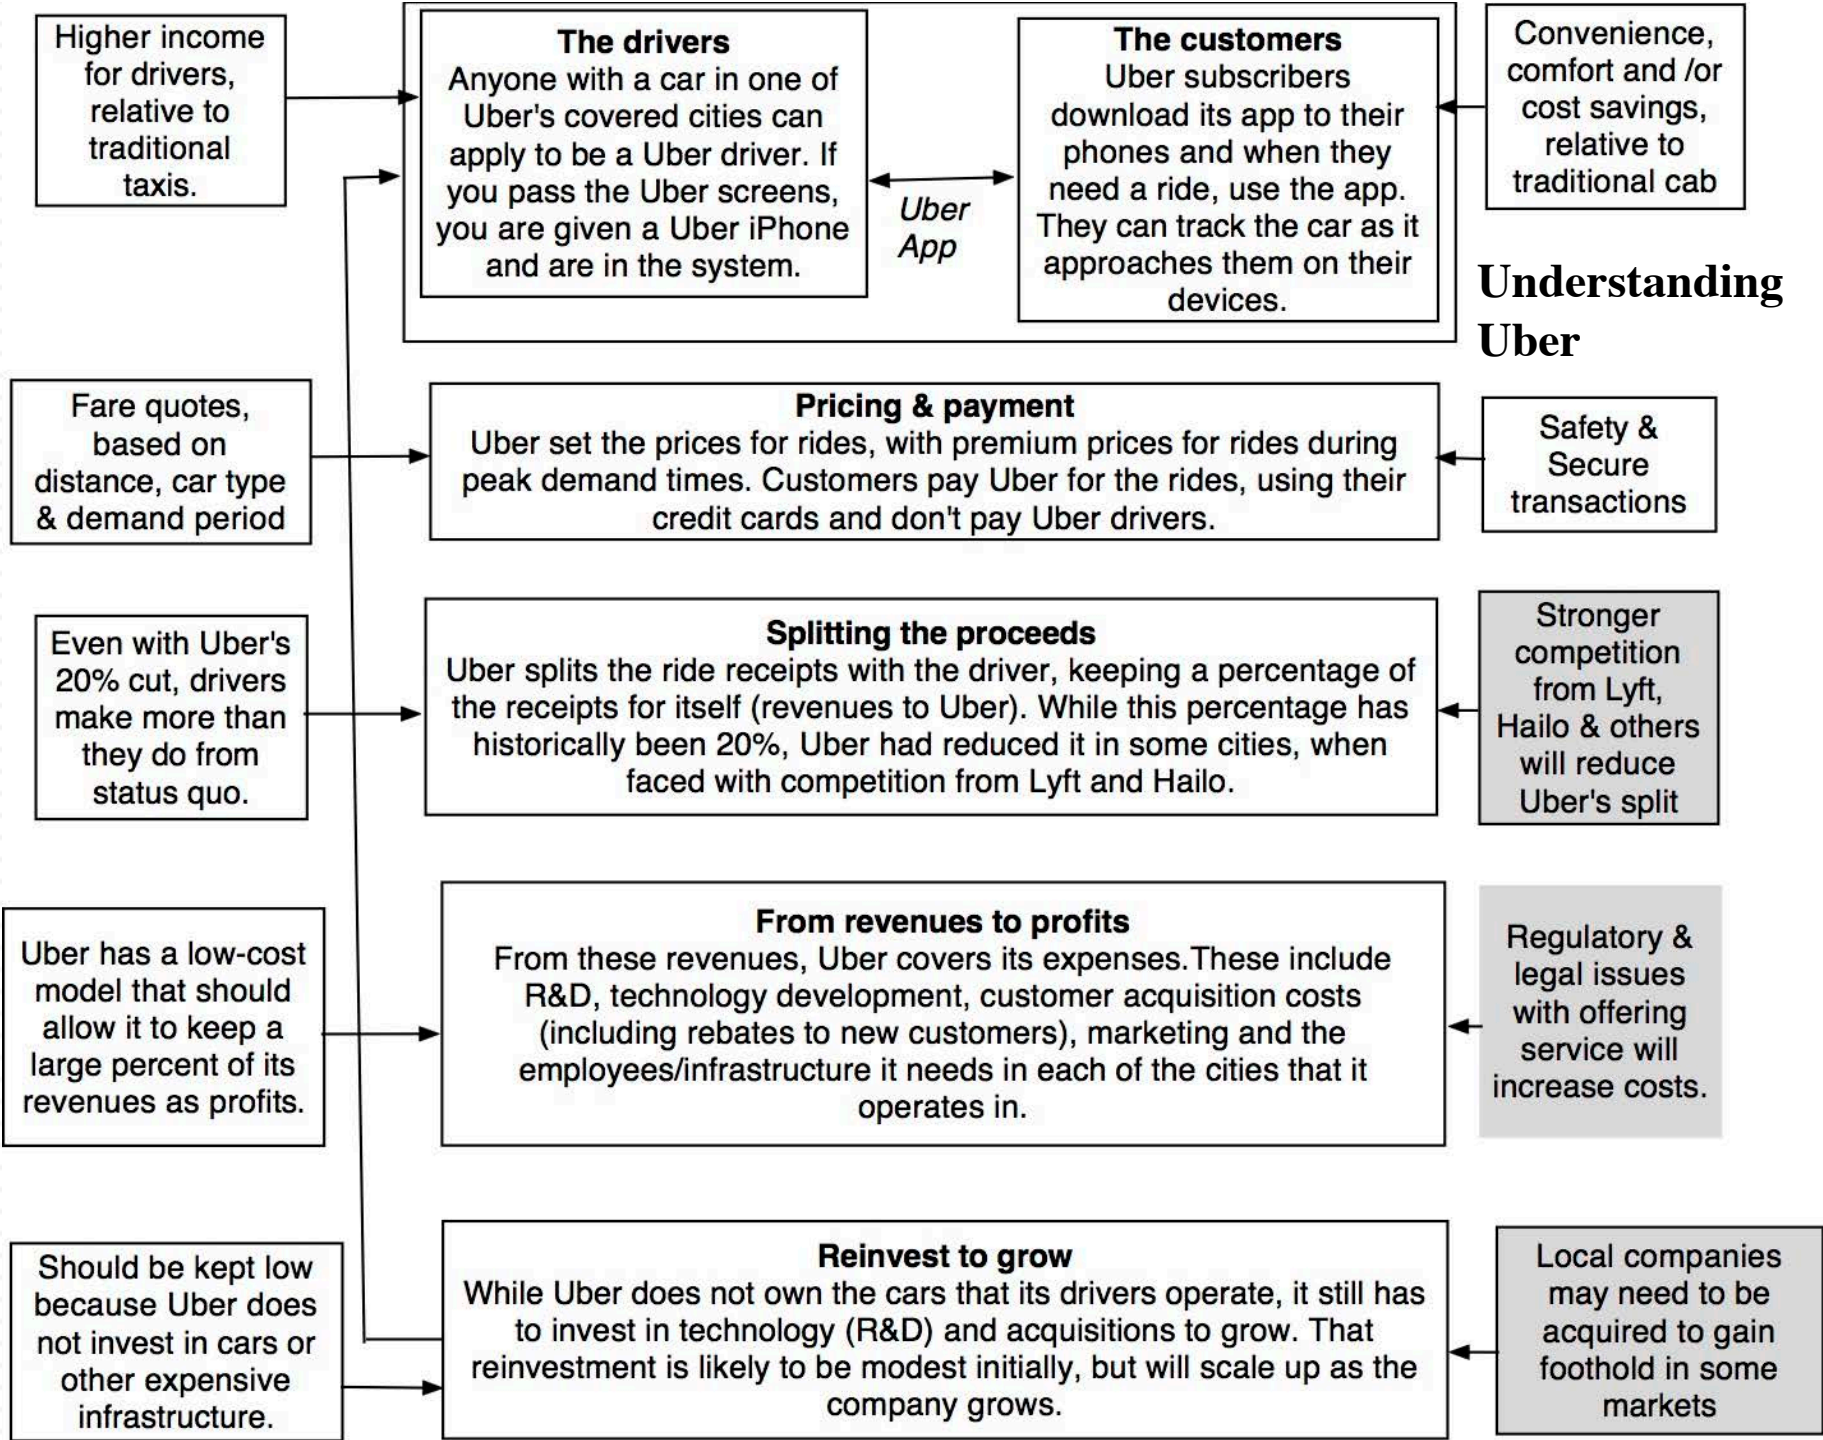 Higher income
for drivers,
relative to
traditional
taxis.
The drivers
Anyone with a car in one of
Uber's covered cities can
apply to be a Uber driver. If
you pass the Uber screens,
you are given a Uber iPhone
and are in the system.
Uber
App
The customers
Uber subscribers
download its app to their
phones and when they
need a ride, use the app.
They can track the car as it
approaches them on their
devices.
Convenience,
comfort and /or
cost savings,
relative to
traditional cab
Understanding
Uber
Fare quotes,
based on
distance, car type
& demand period
Pricing & payment
Uber set the prices for rides, with premium prices for rides during
peak demand times. Customers pay Uber for the rides, using their
credit cards and don't pay Uber drivers.
Safety &
Secure
transactions
Even with Uber's
20% cut, drivers
make more than
they do from
status quo.
Splitting the proceeds
Uber splits the ride receipts with the driver, keeping a percentage of
the receipts for itself (revenues to Uber). While this percentage has
historically been 20%, Uber had reduced it in some cities, when
faced with competition from Lyft and Hailo.
Stronger
competition
from Lyft,
Hailo & others
will reduce
Uber's split
Uber has a low-cost
model that should
allow it to keep a
large percent of its
revenues as profits.
From revenues to profits
From these revenues, Uber covers its expenses.These include
R&D, technology development, customer acquisition costs
(including rebates to new customers), marketing and the
employees/infrastructure it needs in each of the cities that it
operates in.
Regulatory &
legal issues
with offering
service will
increase costs.
Should be kept low
because Uber does
not invest in cars or
other expensive
infrastructure.
Reinvest to grow
While Uber does not own the cars that its drivers operate, it still has
to invest in technology (R&D) and acquisitions to grow. That
reinvestment is likely to be modest initially, but will scale up as the
company grows.
Local companies
may need to be
acquired to gain
foothold in some
markets